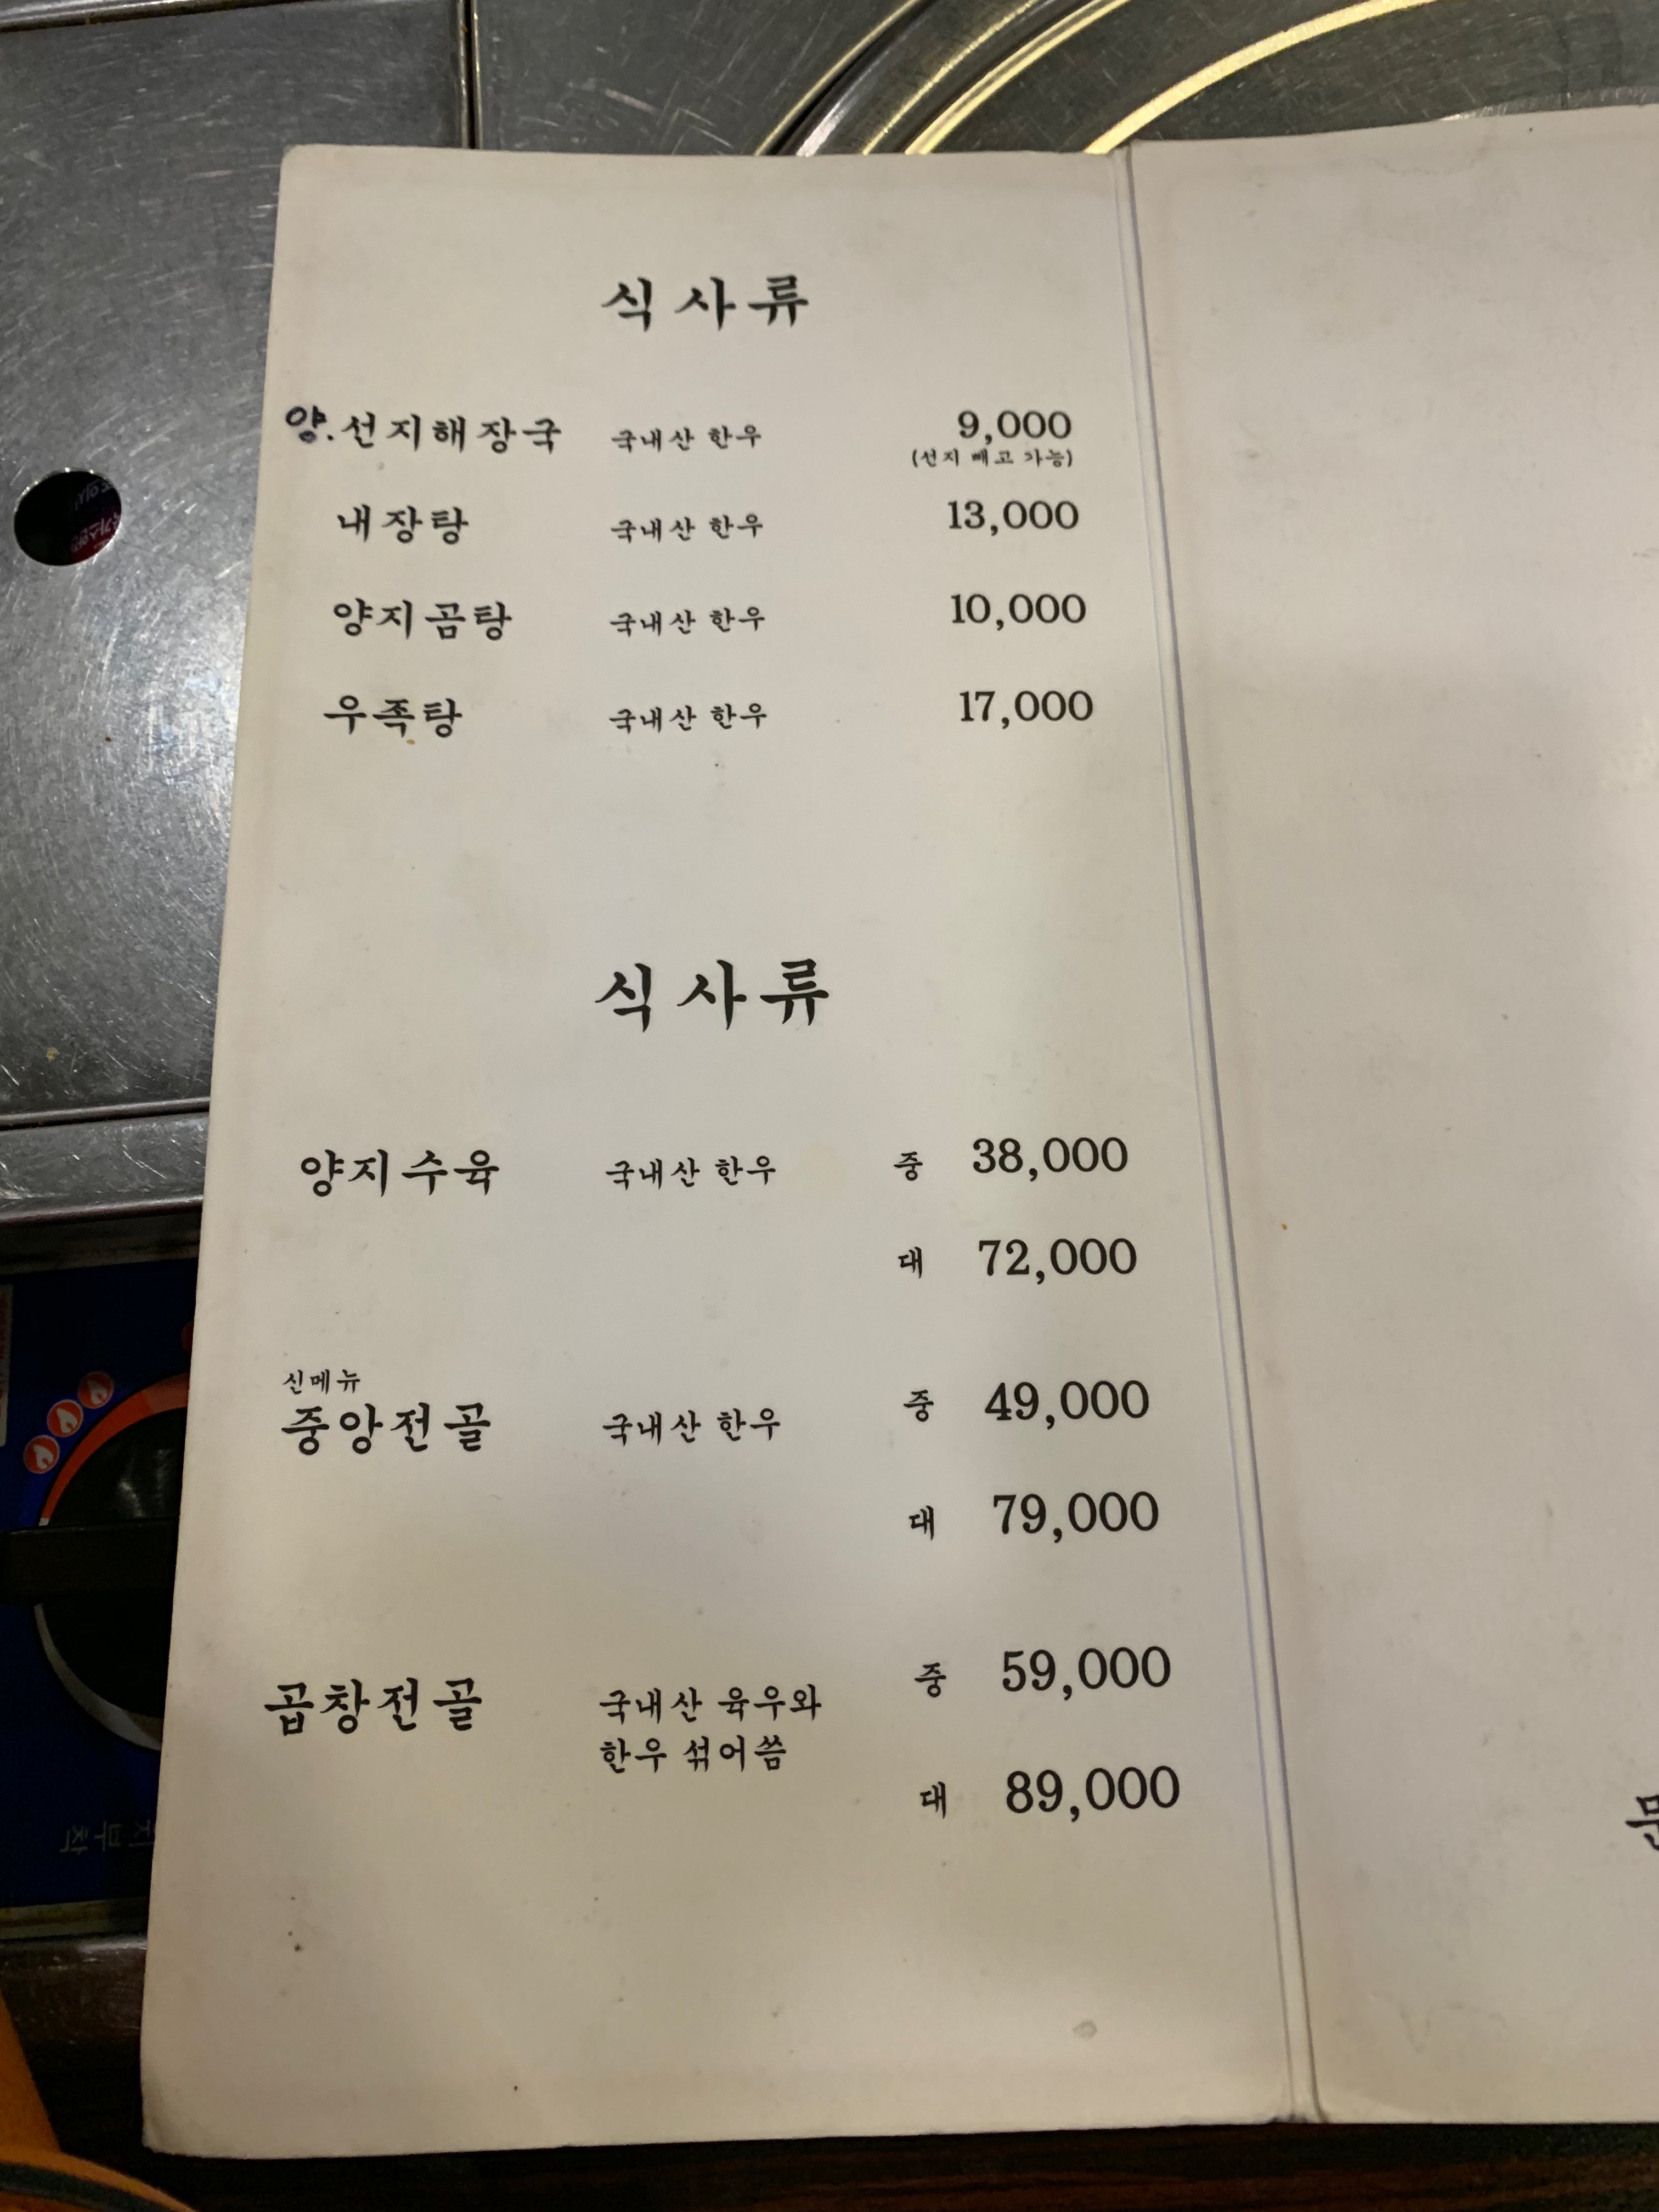 식사류
양.선지해장국 국내산 한우 9,000
(선지 빼고 가능)
내장탕 국내산 한우 13,000
양지곰탕 국내산 한우 10,000
우족탕 국내산 한우 17,000
식사류
양지수육 국내산 한우 중 38,000
대 72,000
신메뉴
중앙전골 국내산 한우 중 49,000
대 79,000
곱창전골 국내산 육우와 중 59,000
한우 섞어씀
대 89,000